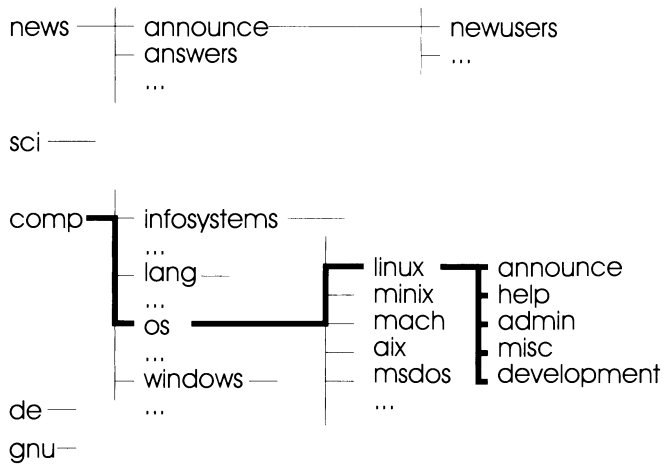 news announce newusers
answers ...
...
sci
comp infosystems
...
lang linux announce
... minix help
os mach admin
... aix misc
windows msdos development
de ... ...
gnu